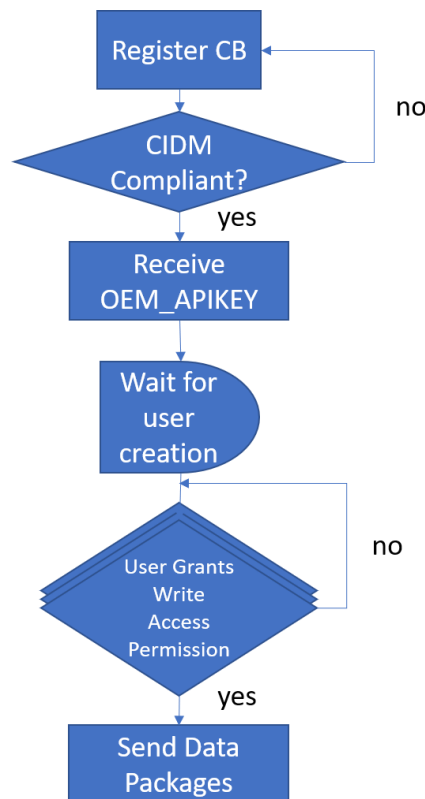 Register CB
no
CIDM
Compliant?
yes
Receive
OEM_APIKEY
Wait for
user
creation
no
User Grants
Write
Access
Permission
yes
Send Data
Packages